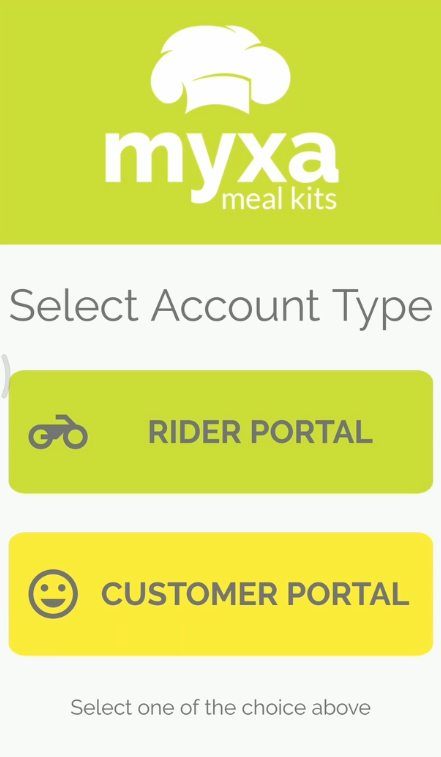 myxa
meal kits
Select Account Type
RIDER PORTAL
CUSTOMER PORTAL
Select one of the choice above